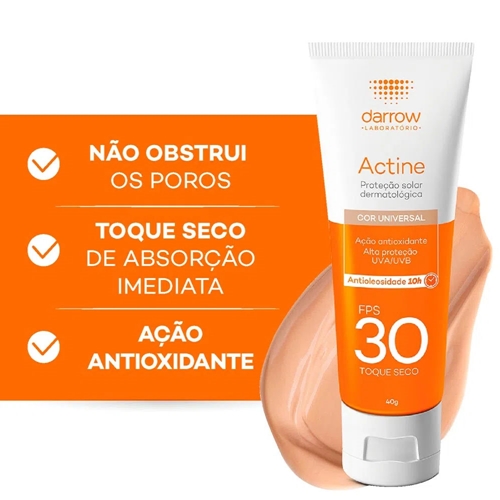 NÃO OBSTRUI
OS POROS
TOQUE SECO
DE ABSORÇÃO
IMEDIATA
AÇÃO
ANTIOXIDANTE
darrow
LABORATÓRIO
Actine
Proteção solar
dermatológica
COR UNIVERSAL
Ação antioxidante
Alta proteção
UVA/UVB
Antioleosidade 10h
FPS
30
TOQUE SECO
40g